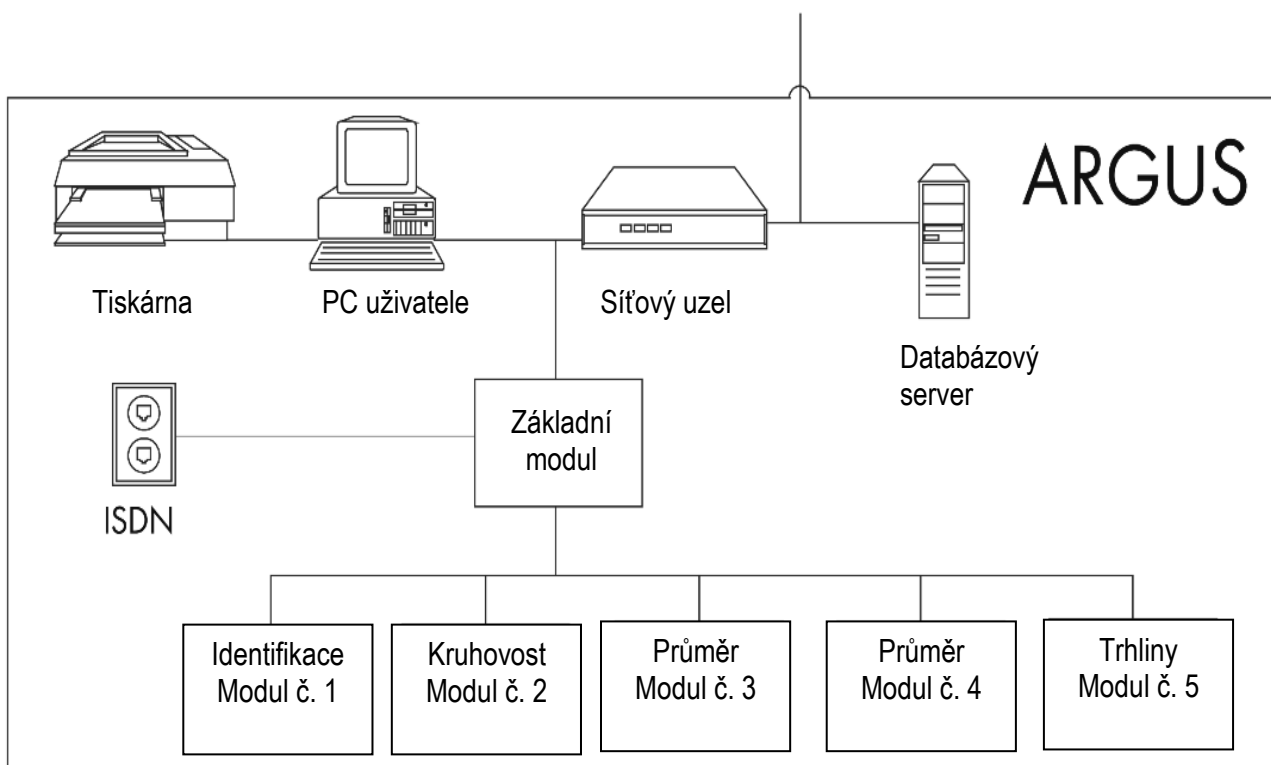 ARGUS
Tiskárna
PC uživatele
Síťový uzel
Databázový
server
Základní
modul
ISDN
Identifikace
Modul č. 1
Kruhovost
Modul č. 2
Průměr
Modul č. 3
Průměr
Modul č. 4
Trhliny
Modul č. 5